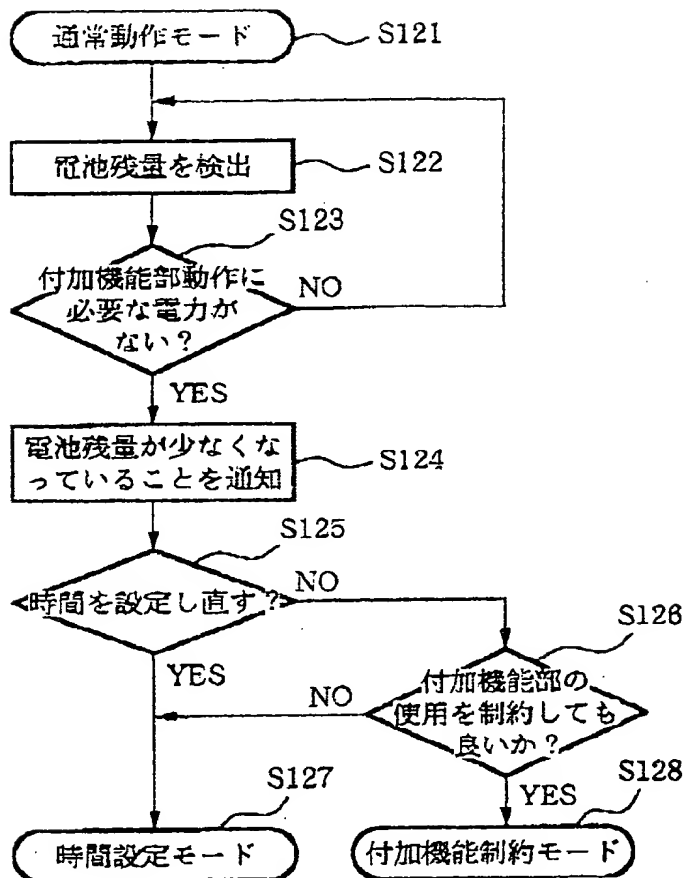 通常動作モード
S121
電池残量を検出
S122
S123
付加機能部動作に
必要な電力が
ない?
NO
YES
電池残量が少なくな
っていることを通知
S124
S125
時間を設定し直す?
NO
YES
S126
付加機能部の
使用を制約しても
良いか?
NO
YES
S127
時間設定モード
S128
付加機能制約モード